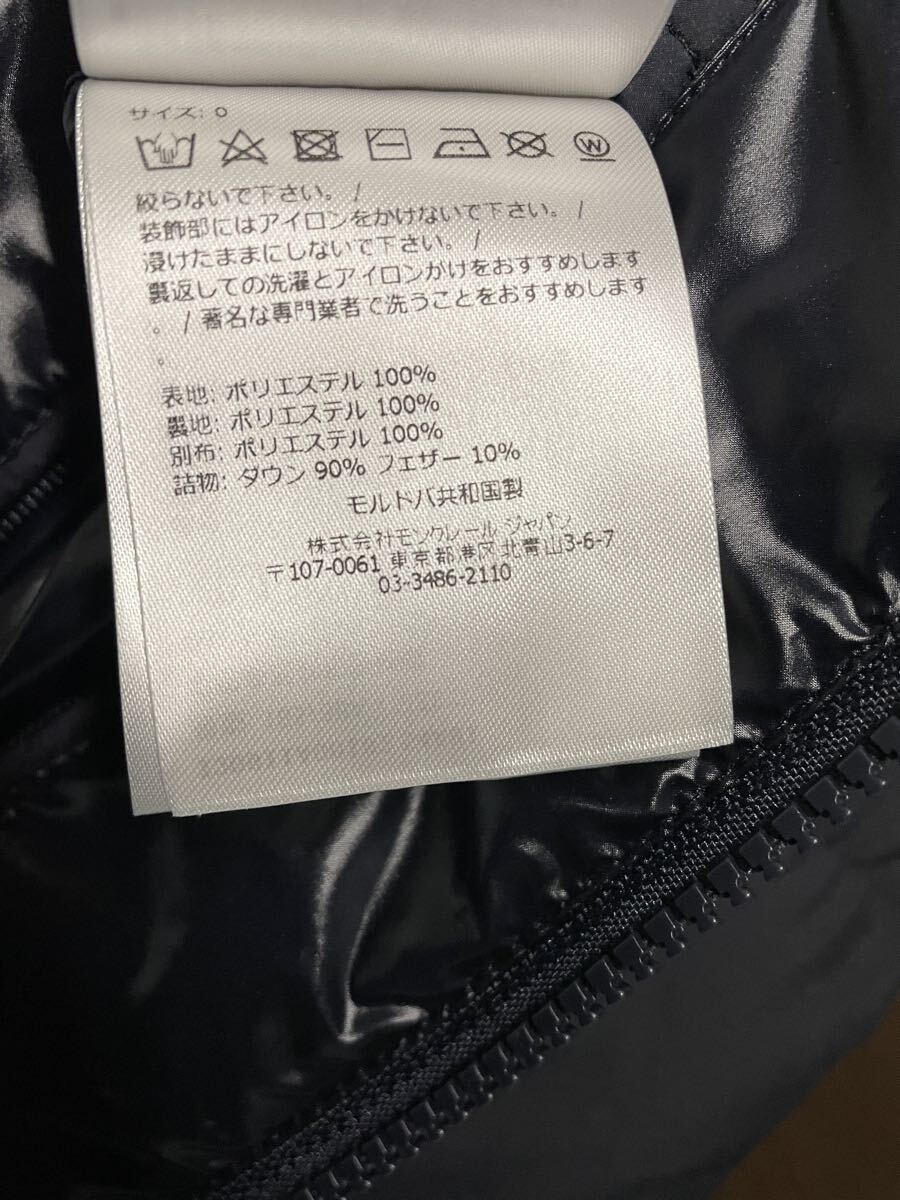 サイズ: 0
W
絞らないで下さい。 /
装飾部にはアイロンをかけないで下さい。 /
浸けたままにしないで下さい。 /
裏返しての洗濯とアイロンがけをおすすめします
。 / 著名な専門業者で洗うことをおすすめします
。
表地: ポリエステル 100%
裏地: ポリエステル 100%
別布: ポリエステル 100%
詰物: ダウン 90% フェザー 10%
モルドバ共和国製
株式会社モンクレール ジャパン
〒107-0061 東京都港区北青山3-6-7
03-3486-2110